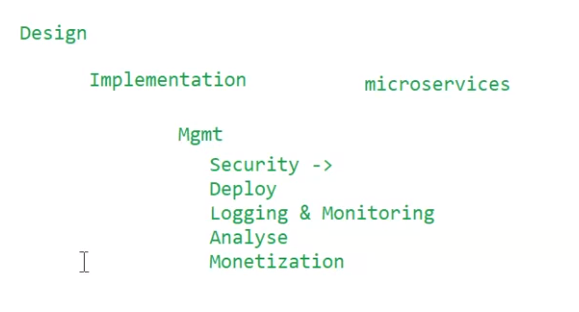 Design
Implementation
microservices
Mgmt
Security ->
Deploy
Logging & Monitoring
Analyse
Monetization